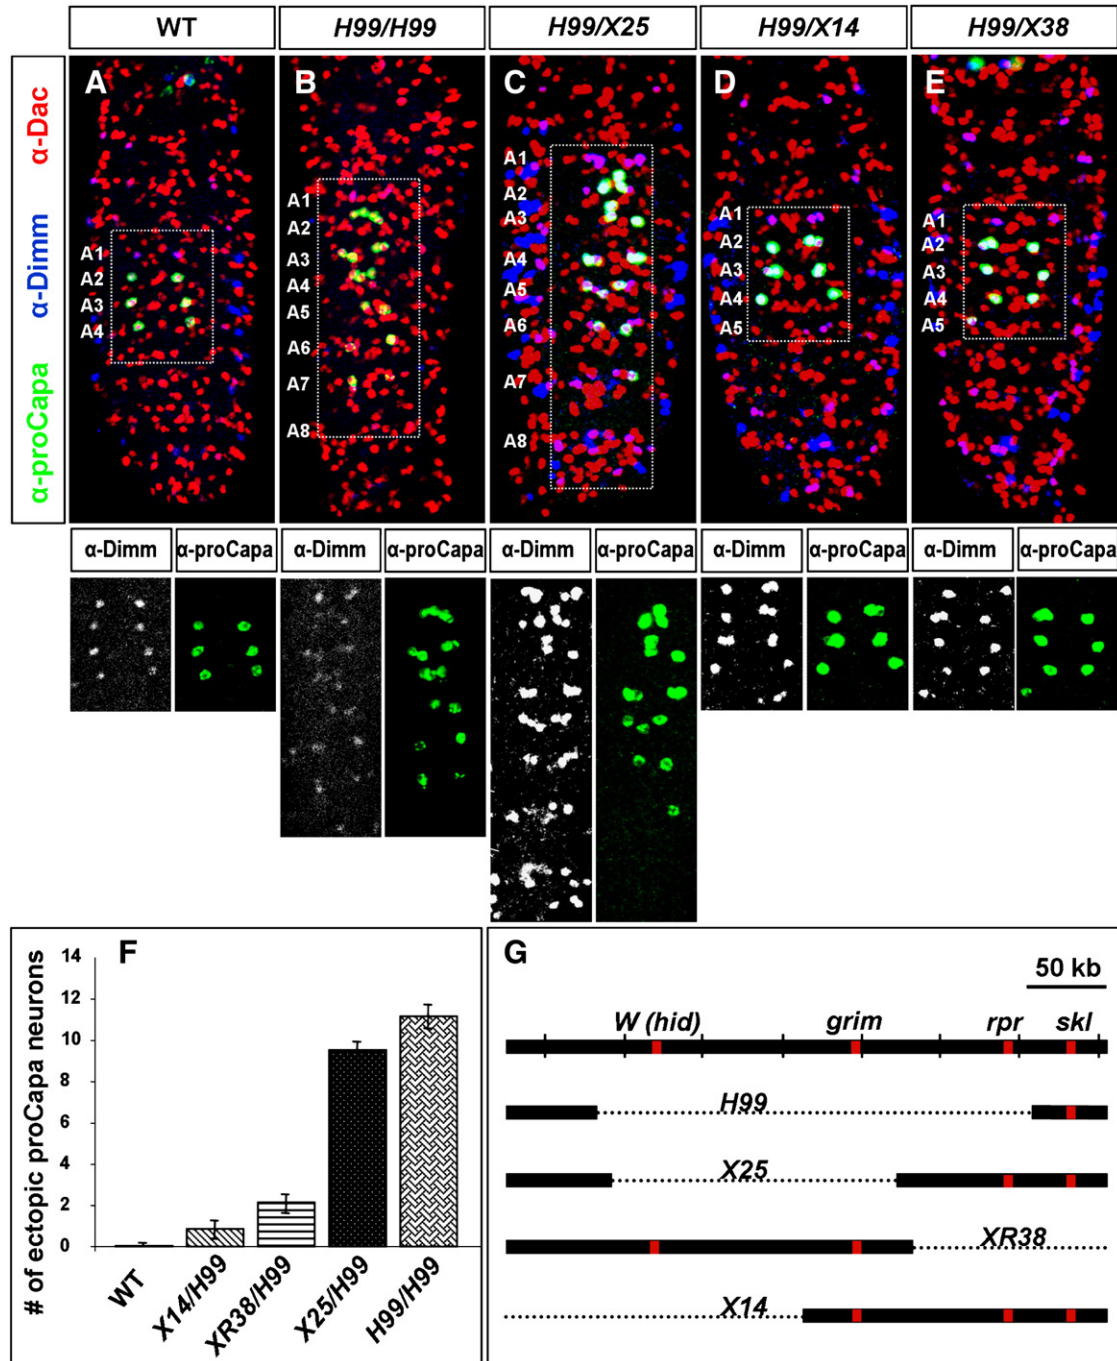 WT
H99/H99
H99/X25
H99/X14
H99/X38
α-Dac
α-Dimm
α-proCapa
A
A1
A2
A3
A4
B
A1
A2
A3
A4
A5
A6
A7
A8
C
A1
A2
A3
A4
A5
A6
A7
A8
D
A1
A2
A3
A4
A5
E
A1
A2
A3
A4
A5
α-Dimm
α-proCapa
α-Dimm
α-proCapa
α-Dimm
α-proCapa
α-Dimm
α-proCapa
α-Dimm
α-proCapa
F
# of ectopic proCapa neurons
14
12
10
8
6
4
2
0
WT
X14/H99
XR38/H99
X25/H99
H99/H99
G
50 kb
W (hid)
grim
rpr
skl
H99
X25
XR38
X14